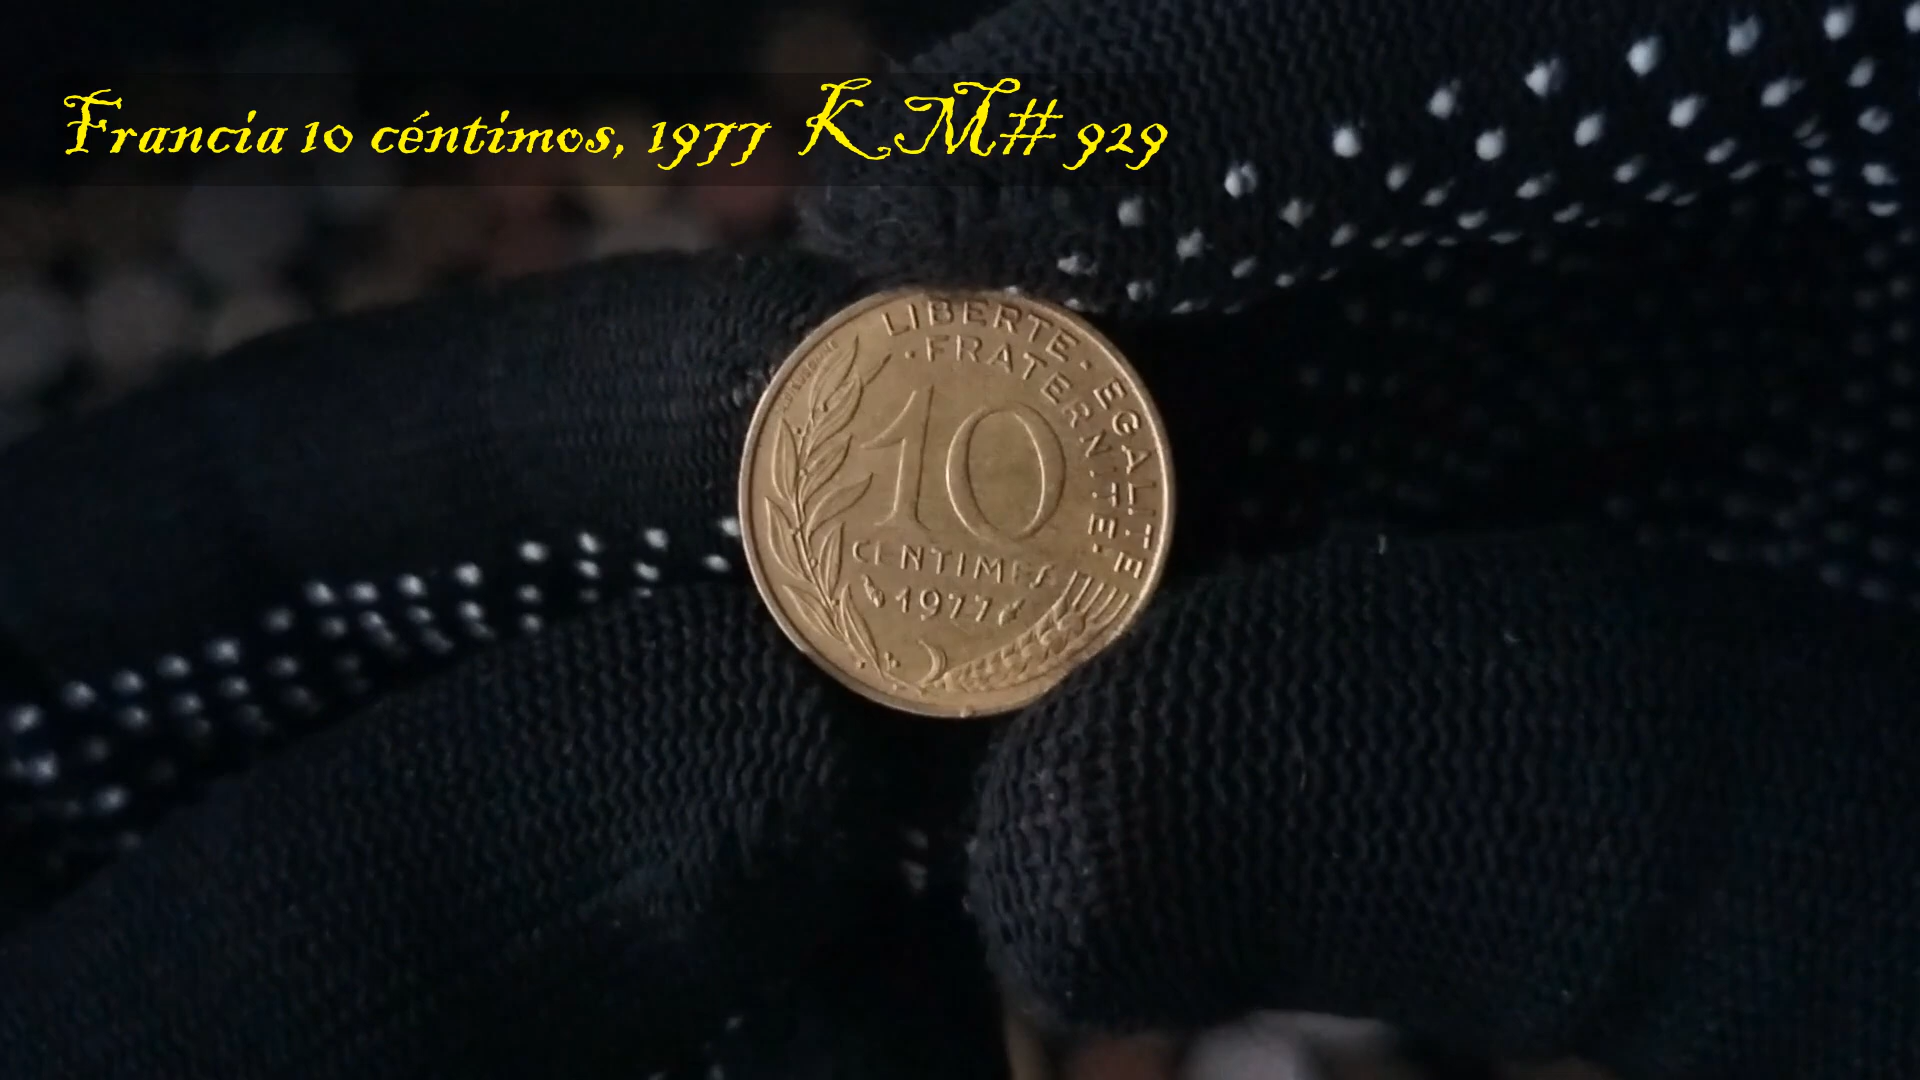 Francia 10 céntimos, 1977 KM# 929
LIBERTE · EGALITE
· FRATERNITE ·
10
CENTIMES
1977